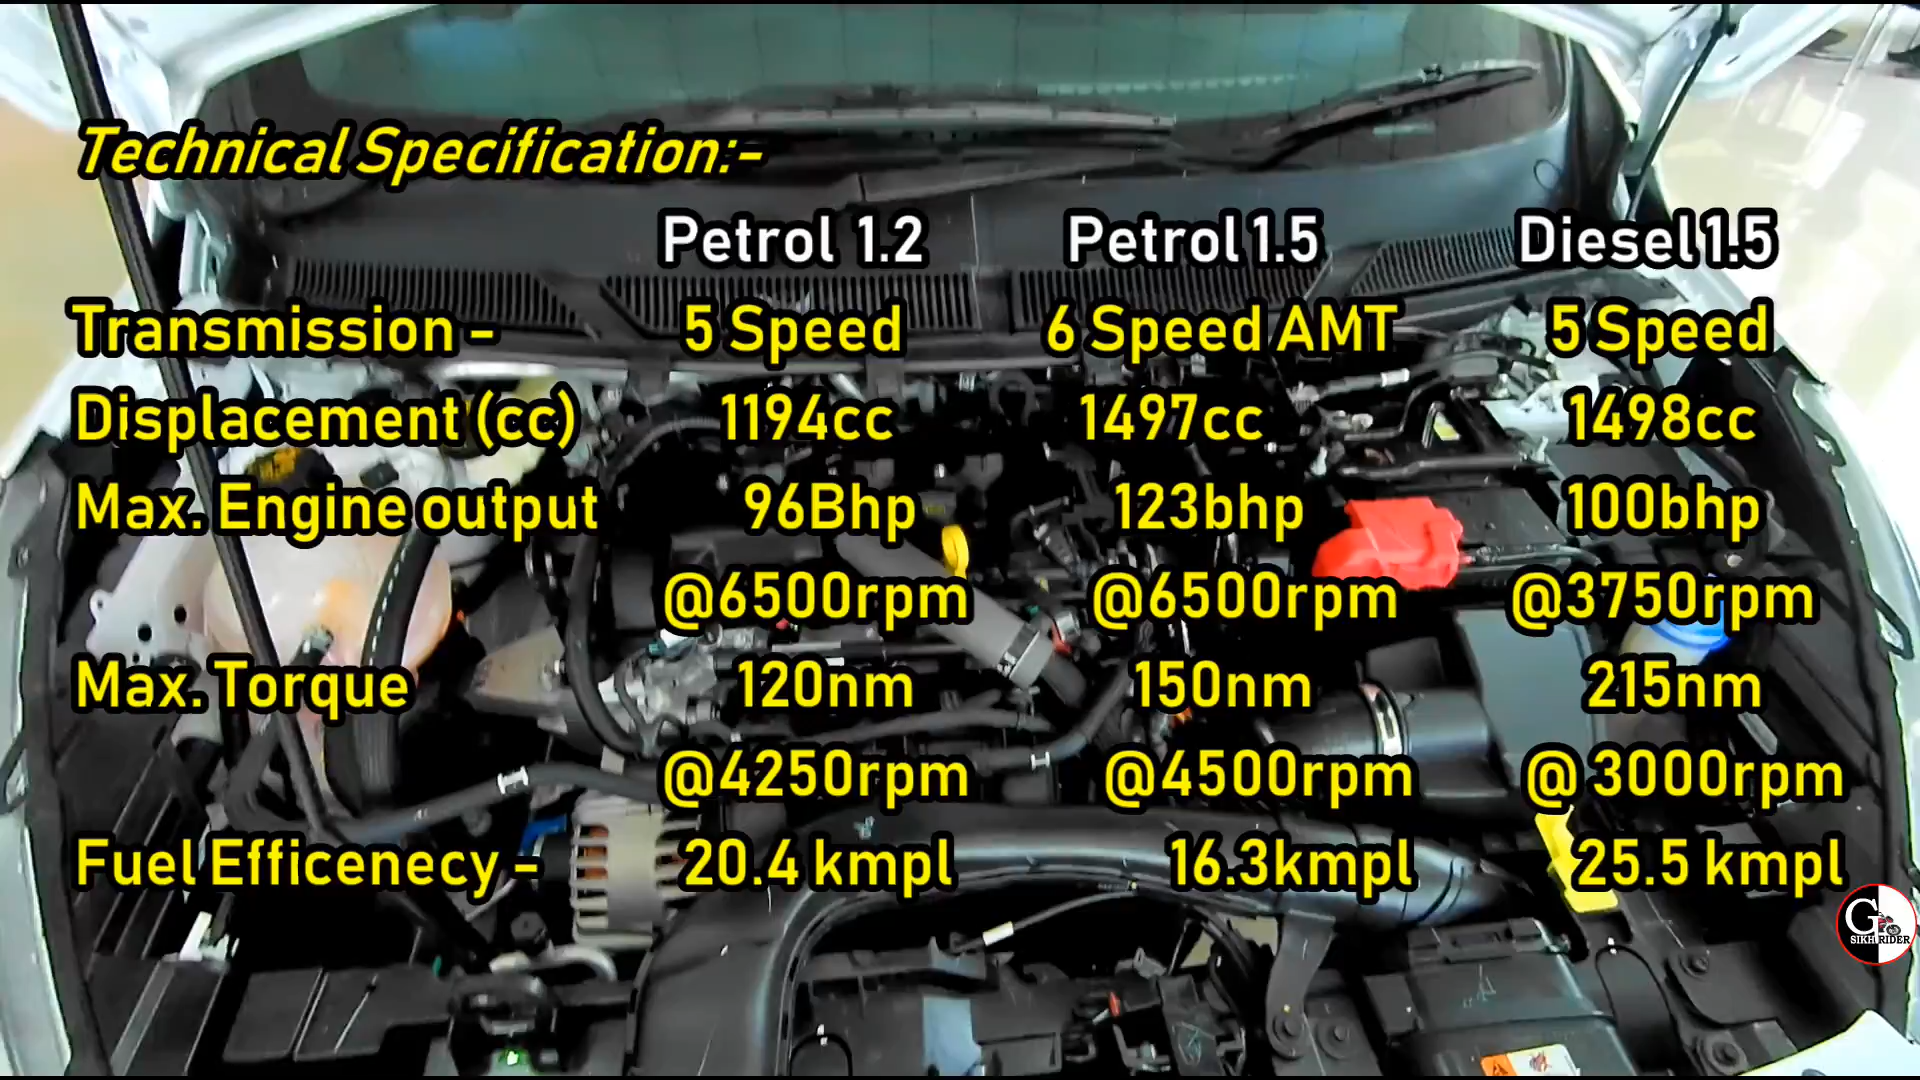 Technical Specification:-
Petrol 1.2 Petrol 1.5 Diesel 1.5
Transmission - 5 Speed 6 Speed AMT 5 Speed
Displacement (cc) 1194cc 1497cc 1498cc
Max. Engine output 96Bhp 123bhp 100bhp
@6500rpm @6500rpm @3750rpm
Max. Torque 120nm 150nm 215nm
@4250rpm @4500rpm @ 3000rpm
Fuel Efficenecy - 20.4 kmpl 16.3kmpl 25.5 kmpl
G
SIKH RIDER